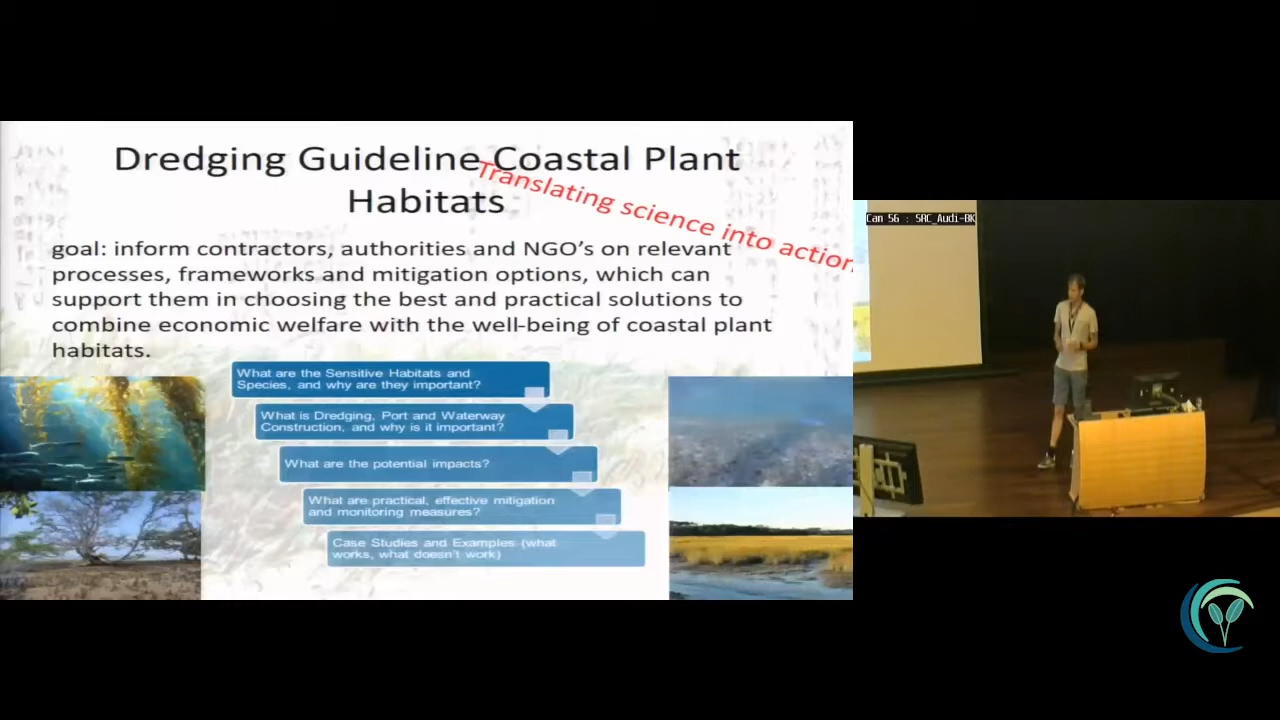 Dredging Guideline Coastal Plant
Habitats
Translating science into action
goal: inform contractors, authorities and NGO's on relevant
processes, frameworks and mitigation options, which can
support them in choosing the best and practical solutions to
combine economic welfare with the well-being of coastal plant
habitats.
What are the Sensitive Habitats and
Species, and why are they important?
What is Dredging, Port and Waterway
Construction, and why is it important?
What are the potential impacts?
What are practical, effective mitigation
and monitoring measures?
Case Studies and Examples (what
works, what doesn't work)
Cam 56 : SRC_Audi-BK